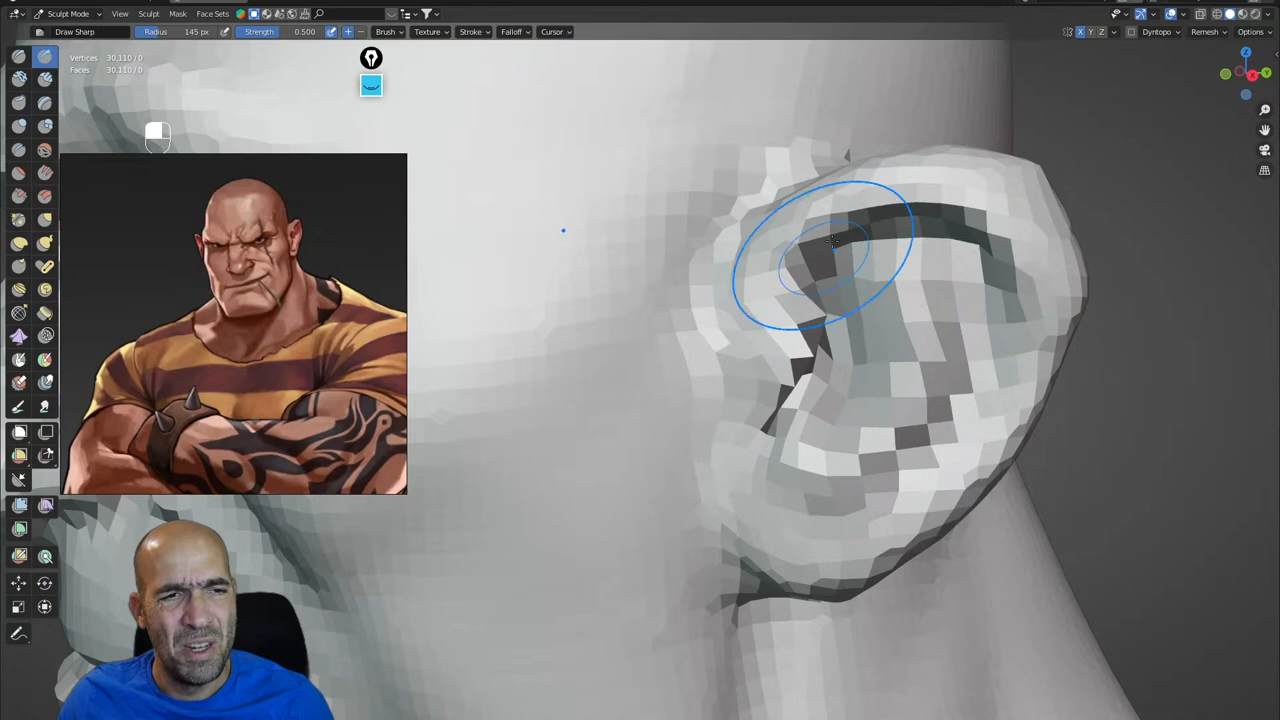 Sculpt Mode View Sculpt Mask Face Sets
Draw Sharp Radius 145 px Strength 0.500 Brush Texture Stroke Falloff Cursor X Y Z Dyntopo Remesh Options
Vertices 30,110/0
Faces 30,110/0
Z
Y
X